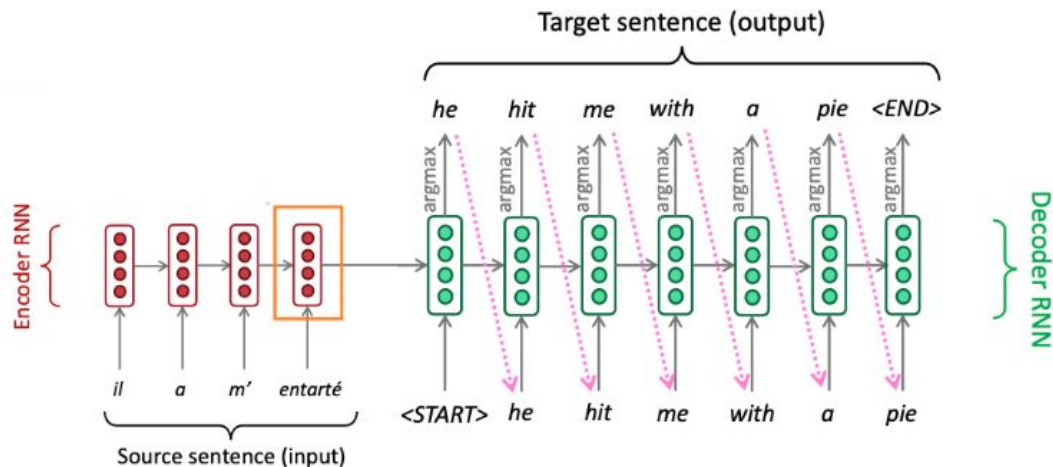 Target sentence (output)
he hit me with a pie <END>
argmax argmax argmax argmax argmax argmax argmax
Encoder RNN
Decoder RNN
il a m' entarté
<START> he hit me with a pie
Source sentence (input)